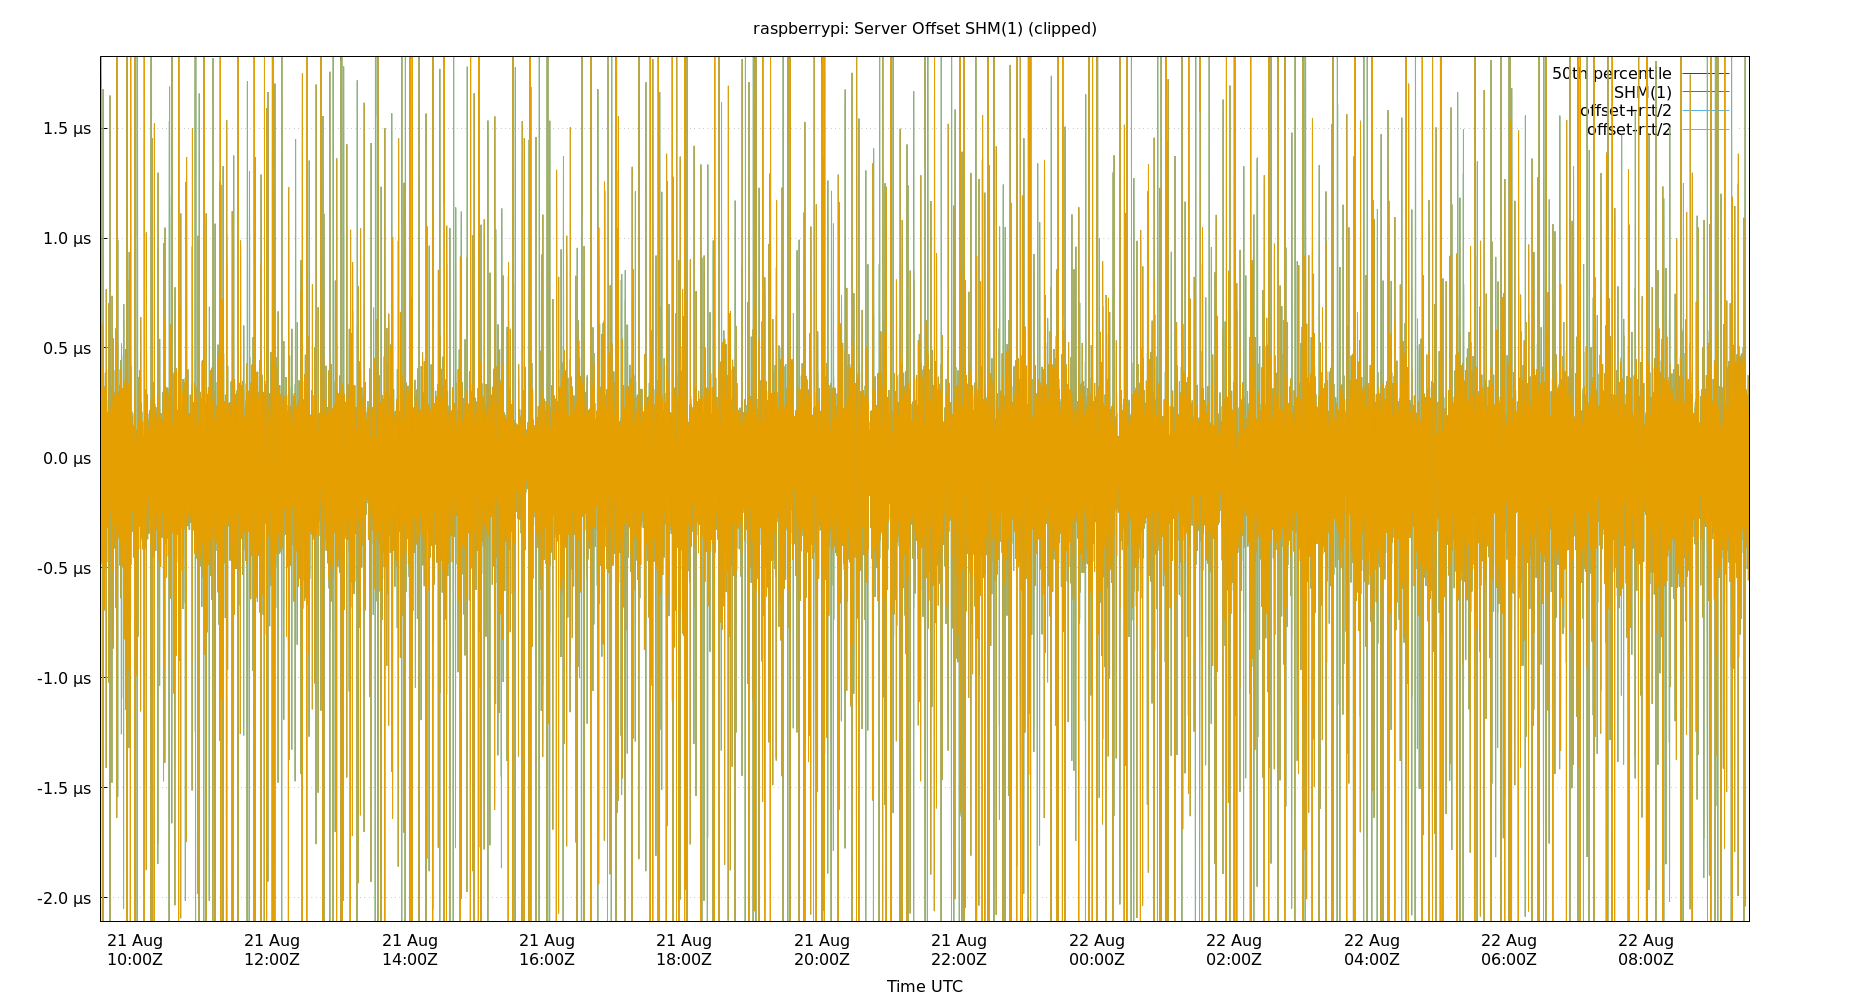 raspberrypi: Server Offset SHM(1) (clipped)
50th percentile
SHM(1)
offset+rtt/2
offset-rtt/2
1.5 µs
1.0 µs
0.5 µs
0.0 µs
-0.5 µs
-1.0 µs
-1.5 µs
-2.0 µs
21 Aug 21 Aug 21 Aug 21 Aug 21 Aug 21 Aug 21 Aug 22 Aug 22 Aug 22 Aug 22 Aug 22 Aug
10:00Z 12:00Z 14:00Z 16:00Z 18:00Z 20:00Z 22:00Z 00:00Z 02:00Z 04:00Z 06:00Z 08:00Z
Time UTC